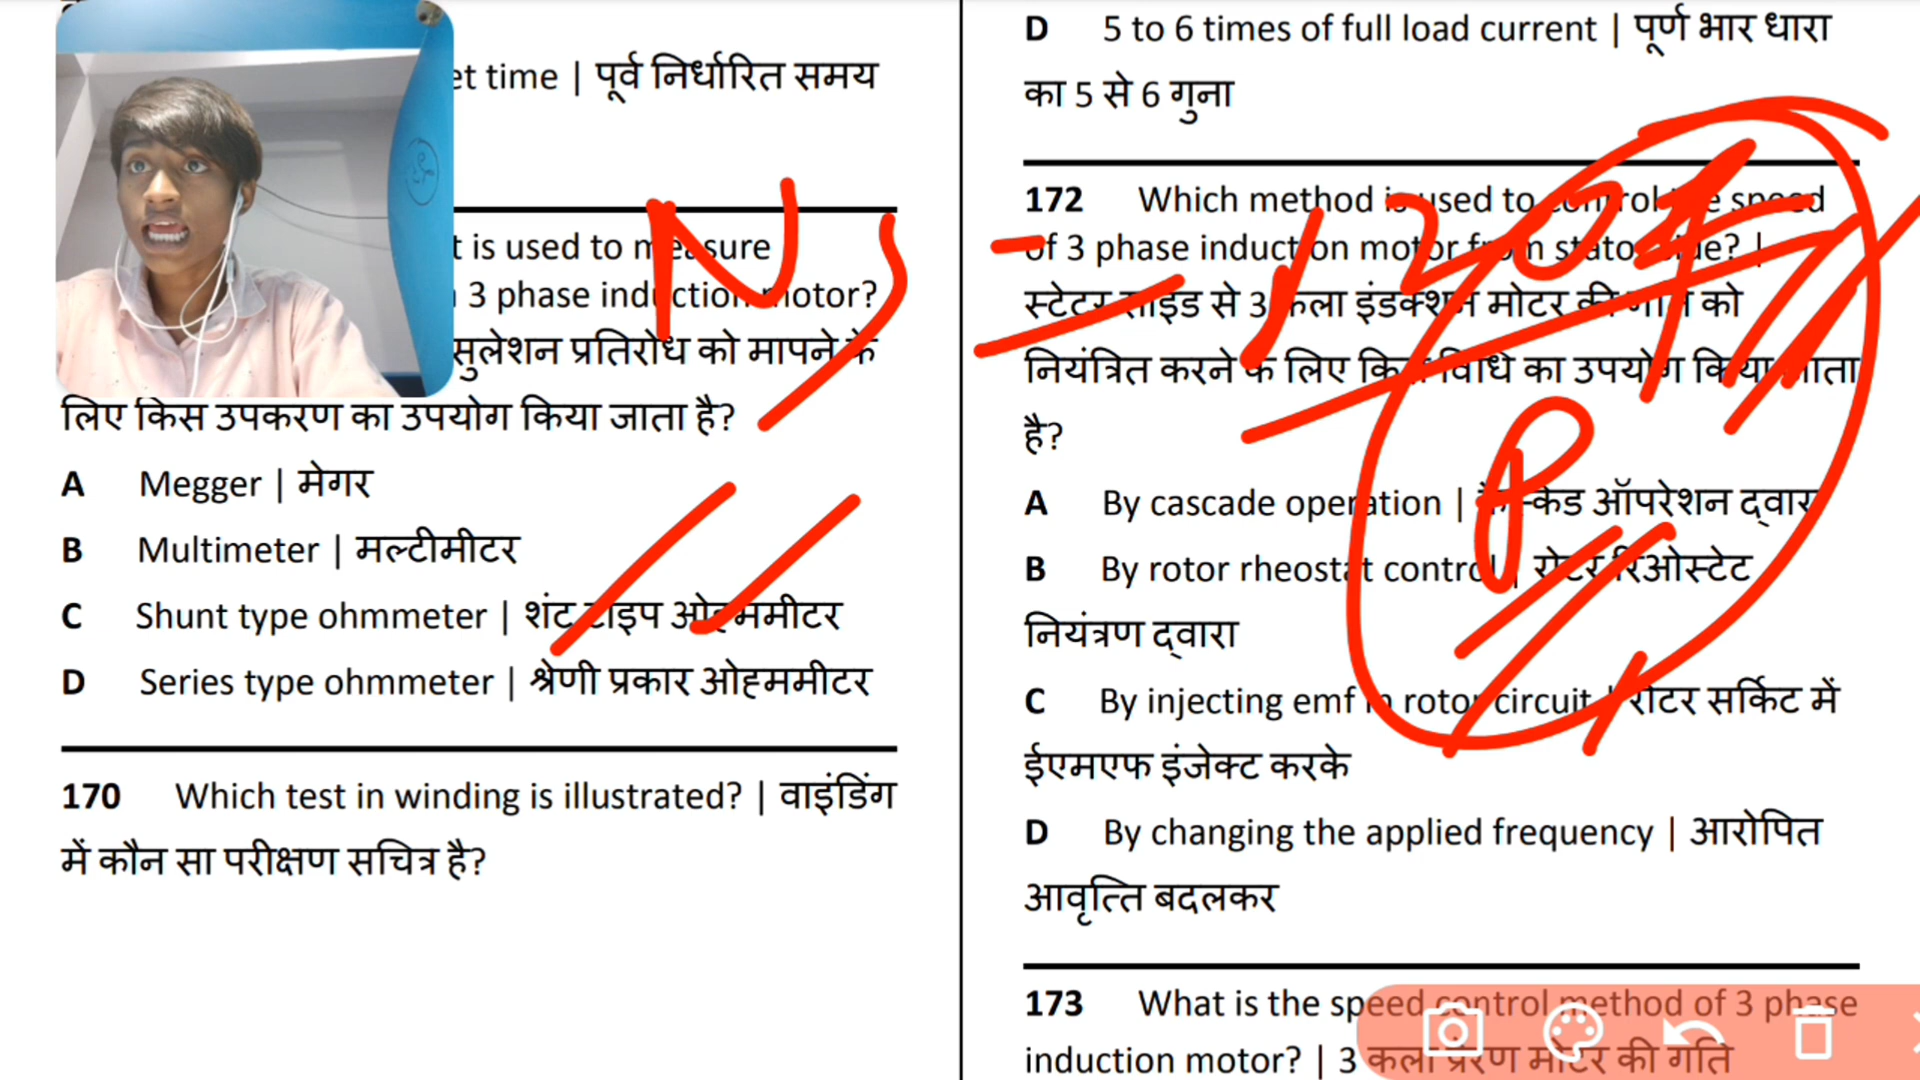 et time | पूर्व निर्धारित समय
t is used to measure
3 phase induction motor?
सुलेशन प्रतिरोध को मापने के
लिए किस उपकरण का उपयोग किया जाता है?
A Megger | मेगर
B Multimeter | मल्टीमीटर
C Shunt type ohmmeter | शंट टाइप ओहममीटर
D Series type ohmmeter | श्रेणी प्रकार ओहममीटर
170 Which test in winding is illustrated? | वाइंडिंग
में कौन सा परीक्षण सचित्र है?
D 5 to 6 times of full load current | पूर्ण भार धारा
का 5 से 6 गुना
172 Which method is used to control the speed
of 3 phase induction motor from stator side? |
स्टेटर साइड से 3 कला इंडक्शन मोटर की गति को
नियंत्रित करने के लिए किस विधि का उपयोग किया जाता
है?
A By cascade operation | कैस्केड ऑपरेशन द्वारा
B By rotor rheostat control | रोटर रिओस्टेट
नियंत्रण द्वारा
C By injecting emf in rotor circuit | रोटर सर्किट में
ईएमएफ इंजेक्ट करके
D By changing the applied frequency | आरोपित
आवृत्ति बदलकर
173 What is the speed control method of 3 phase
induction motor? | 3 कला प्रेरण मोटर की गति
Ns = 120f
P